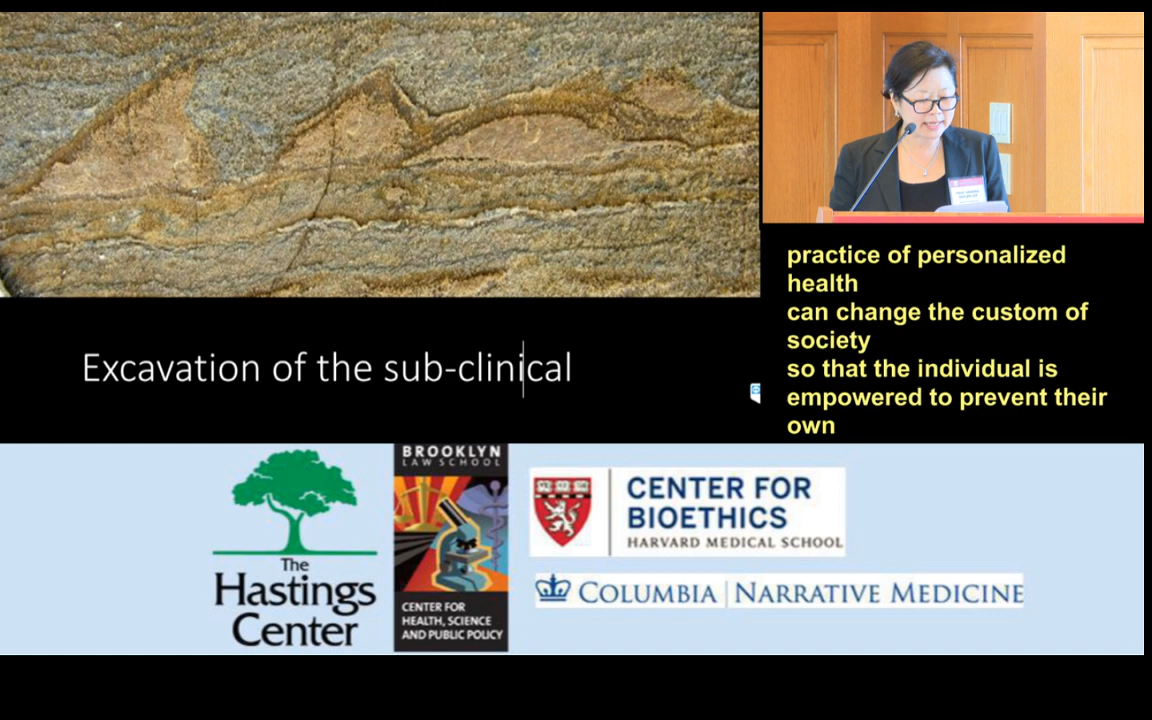 practice of personalized
health
can change the custom of
society
so that the individual is
empowered to prevent their
own
Excavation of the sub-clinical
The
Hastings
Center
BROOKLYN
LAW SCHOOL
CENTER FOR
HEALTH, SCIENCE
AND PUBLIC POLICY
CENTER FOR
BIOETHICS
HARVARD MEDICAL SCHOOL
COLUMBIA | NARRATIVE MEDICINE